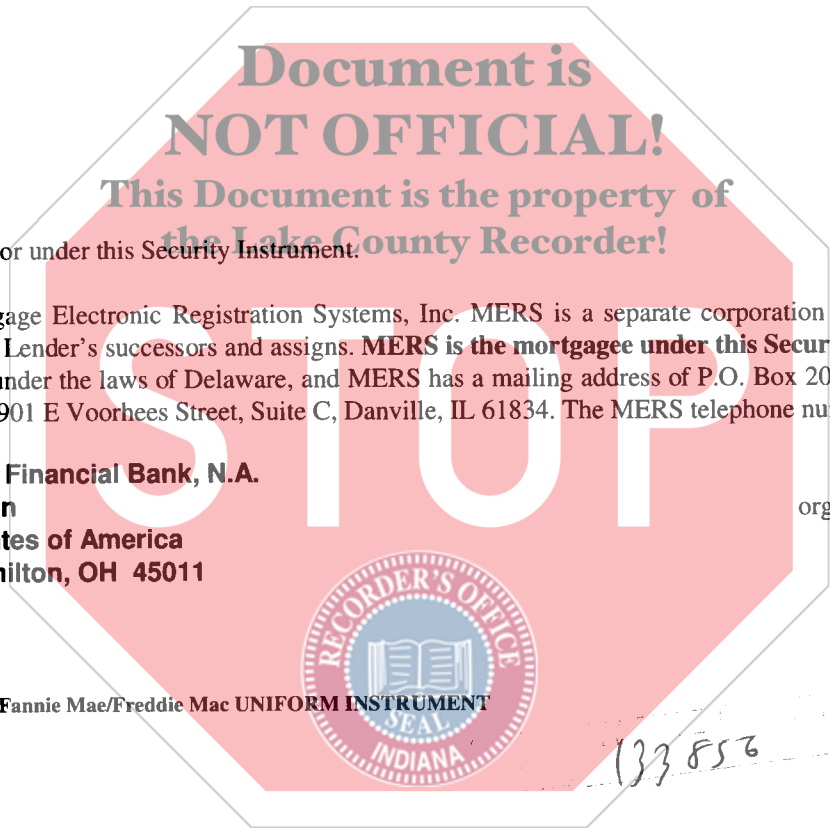 Document is
NOT OFFICIAL!
This Document is the property of
the Lake County Recorder!
or under this Security Instrument.
gage Electronic Registration Systems, Inc. MERS is a separate corporation
Lender's successors and assigns. MERS is the mortgagee under this Secur
under the laws of Delaware, and MERS has a mailing address of P.O. Box 20
901 E Voorhees Street, Suite C, Danville, IL 61834. The MERS telephone nu
STOP
Financial Bank, N.A.
n
org
tes of America
ilton, OH 45011
RECORDER'S OFFICE
Fannie Mae/Freddie Mac UNIFORM INSTRUMENT
SEAL
INDIANA
133856